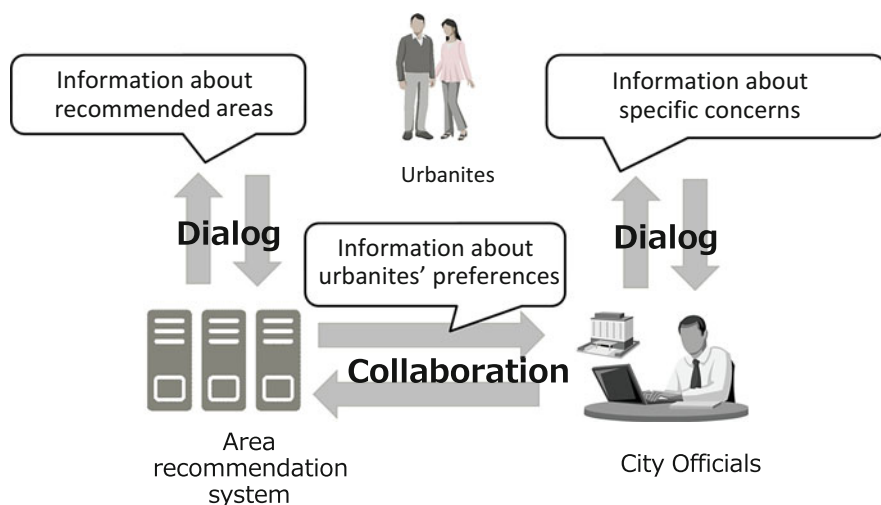 Information about
recommended areas
Information about
specific concerns
Urbanites
Dialog
Dialog
Information about
urbanites’ preferences
Collaboration
Area
recommendation
system
City Officials